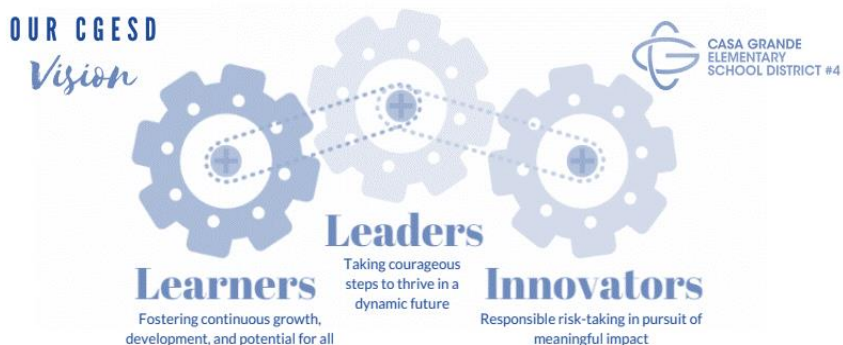 OUR CGESD
Vision
CASA GRANDE
ELEMENTARY
SCHOOL DISTRICT #4
Leaders
Taking courageous
steps to thrive in a
dynamic future
Learners
Fostering continuous growth,
development, and potential for all
Innovators
Responsible risk-taking in pursuit of
meaningful impact